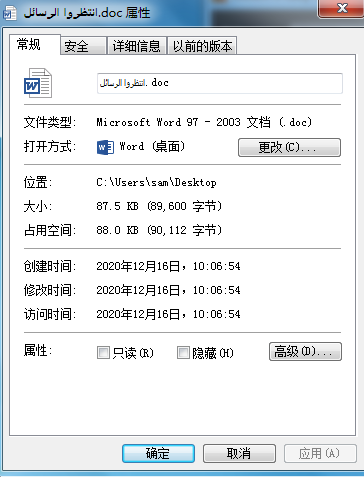 انتظروا الرسائل.doc 属性
常规 安全 详细信息 以前的版本
انتظروا الرسائل.doc
文件类型: Microsoft Word 97 - 2003 文档 (.doc)
打开方式: Word (桌面) 更改(C)...
位置: C:\Users\sam\Desktop
大小: 87.5 KB (89,600 字节)
占用空间: 88.0 KB (90,112 字节)
创建时间: 2020年12月16日，10:06:54
修改时间: 2020年12月16日，10:06:54
访问时间: 2020年12月16日，10:06:54
属性: 只读(R) 隐藏(H) 高级(D)...
确定 取消 应用(A)